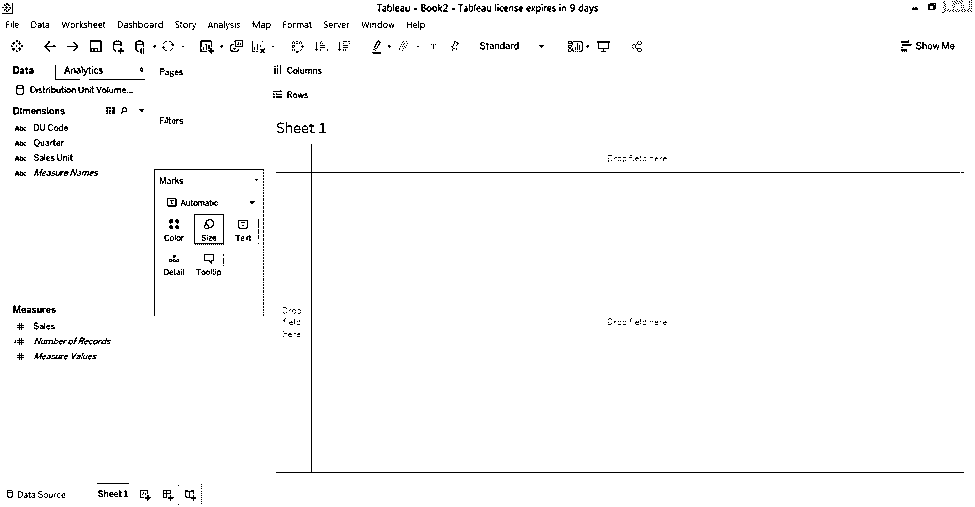 Tableau - Book2 - Tableau license expires in 9 days
File Data Worksheet Dashboard Story Analysis Map Format Server Window Help
Standard
Show Me
Data Analytics
Distribution Unit Volume...
Dimensions
Abc DU Code
Abc Quarter
Abc Sales Unit
Abc Measure Names
Measures
# Sales
# Number of Records
# Measure Values
Pages
Filters
Marks
Automatic
Color Size Text
Detail Tooltip
Columns
Rows
Sheet 1
Drop field here
Drop
field
here
Drop field here
Data Source Sheet 1